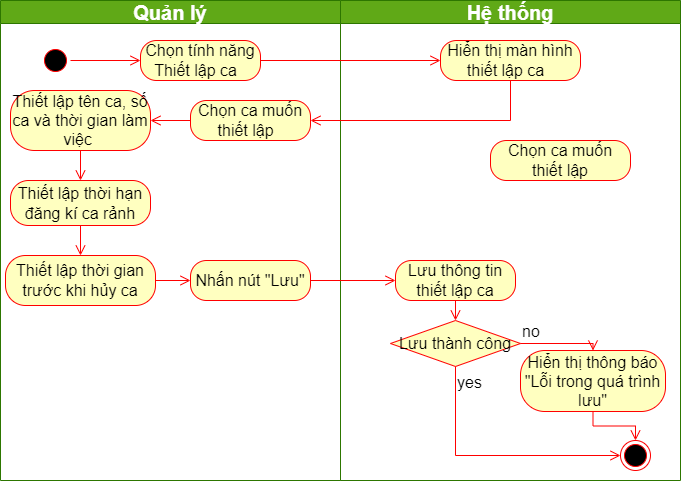 Quản lý
Hệ thống
Chọn tính năng
Thiết lập ca
Hiển thị màn hình
thiết lập ca
Thiết lập tên ca, số
ca và thời gian làm
việc
Chọn ca muốn
thiết lập
Chọn ca muốn
thiết lập
Thiết lập thời hạn
đăng kí ca rảnh
Thiết lập thời gian
trước khi hủy ca
Nhấn nút "Lưu"
Lưu thông tin
thiết lập ca
Lưu thành công
no
yes
Hiển thị thông báo
"Lỗi trong quá trình
lưu"